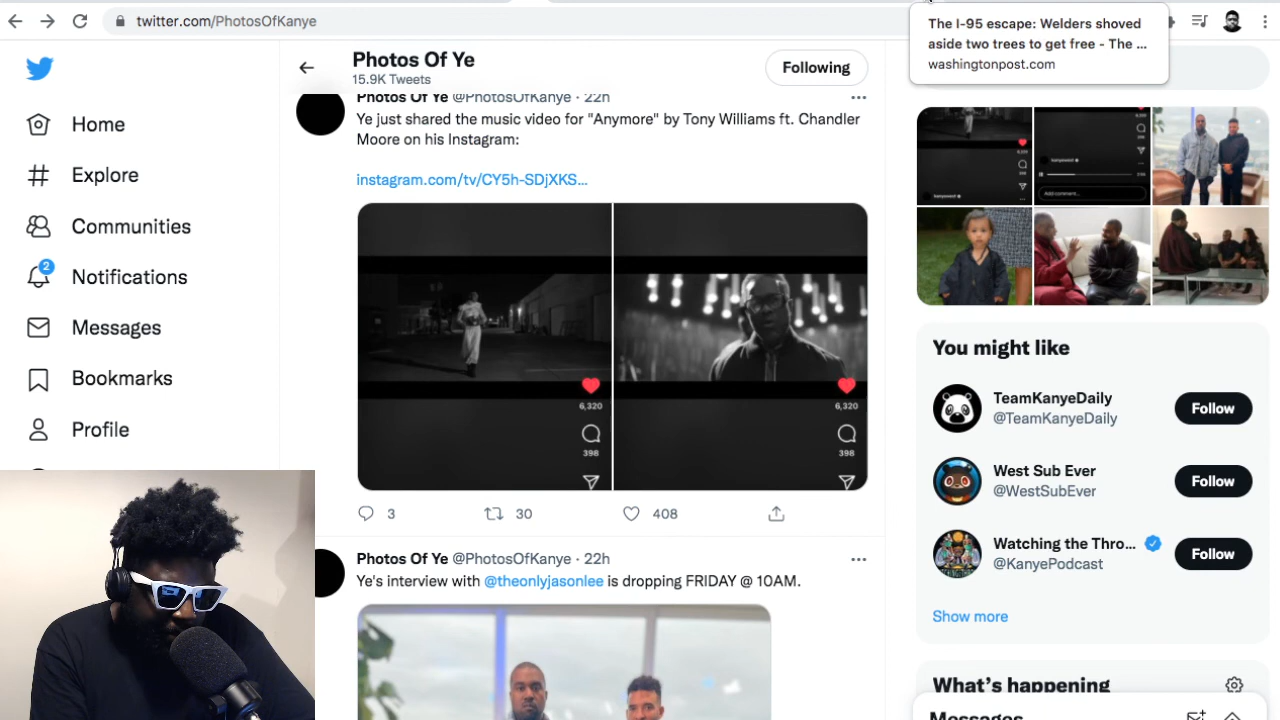 twitter.com/PhotosOfKanye
The I-95 escape: Welders shoved
aside two trees to get free - The ...
washingtonpost.com
Home
Explore
Communities
2
Notifications
Messages
Bookmarks
Profile
Photos Of Ye
15.9K Tweets
Following
Photos Of Ye @PhotosOfKanye · 22h
Ye just shared the music video for "Anymore" by Tony Williams ft. Chandler
Moore on his Instagram:
instagram.com/tv/CY5h-SDjXKS...
6,320
398
6,320
398
3
30
408
Photos Of Ye @PhotosOfKanye · 22h
Ye's interview with @theonlyjasonlee is dropping FRIDAY @ 10AM.
You might like
TeamKanyeDaily
@TeamKanyeDaily
Follow
West Sub Ever
@WestSubEver
Follow
Watching the Thro...
@KanyePodcast
Follow
Show more
What's happening
Messages